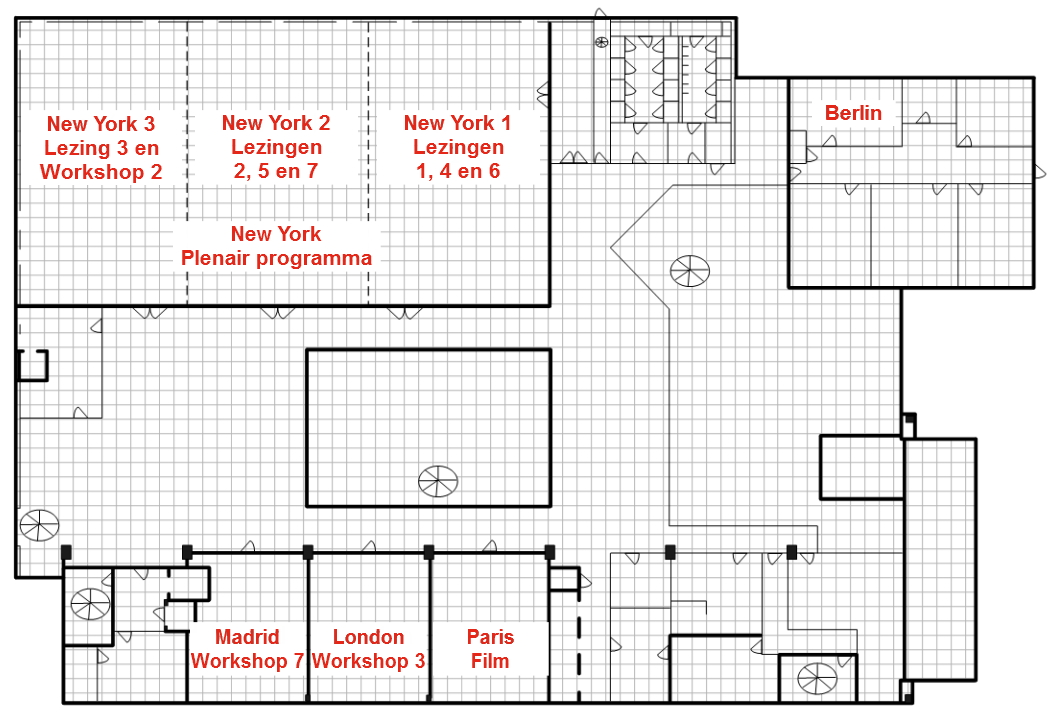 New York 3
Lezing 3 en
Workshop 2
New York 2
Lezingen
2, 5 en 7
New York 1
Lezingen
1, 4 en 6
New York
Plenair programma
Berlin
Madrid
Workshop 7
London
Workshop 3
Paris
Film